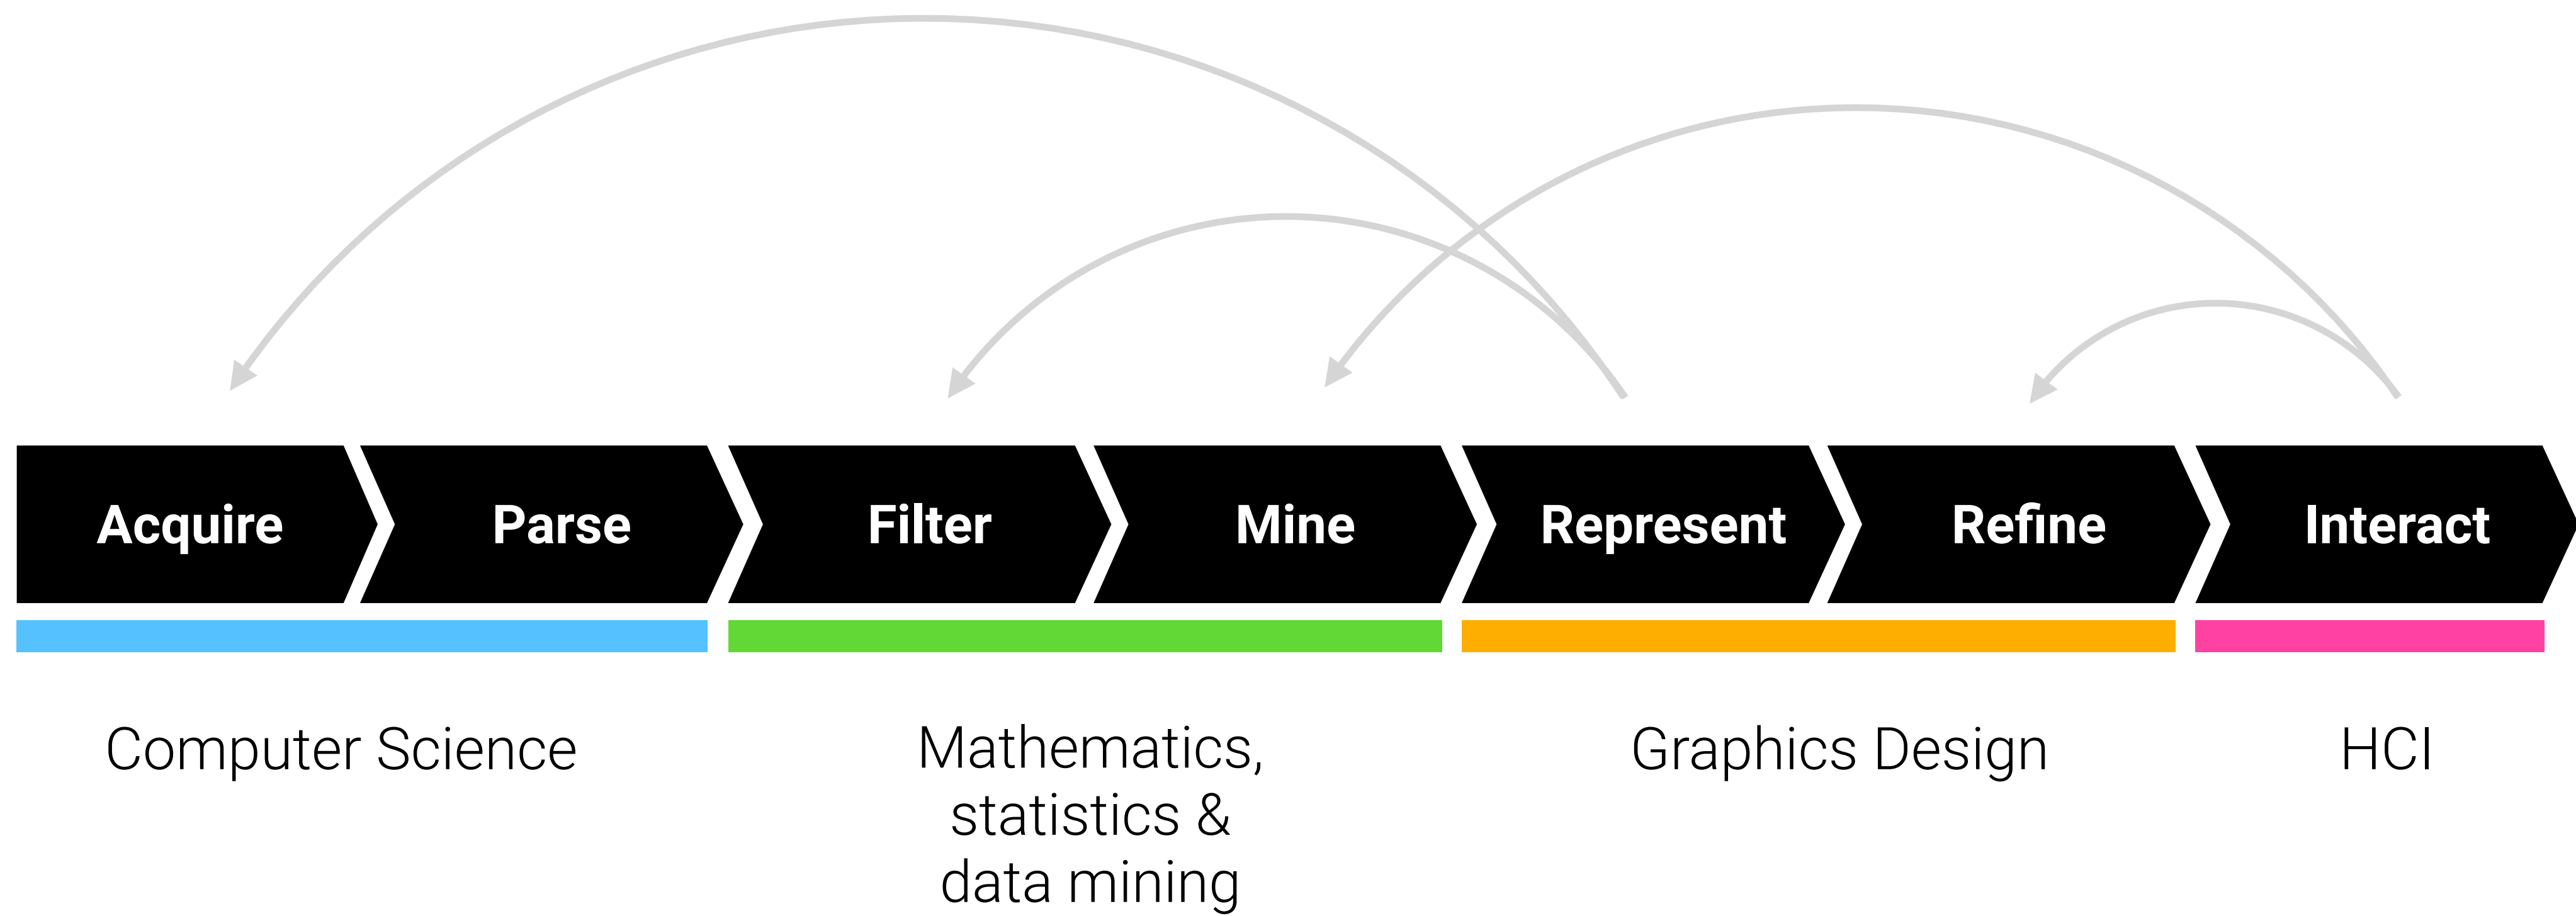 Acquire Parse Filter Mine Represent Refine Interact
Computer Science
Mathematics,
statistics &
data mining
Graphics Design
HCI